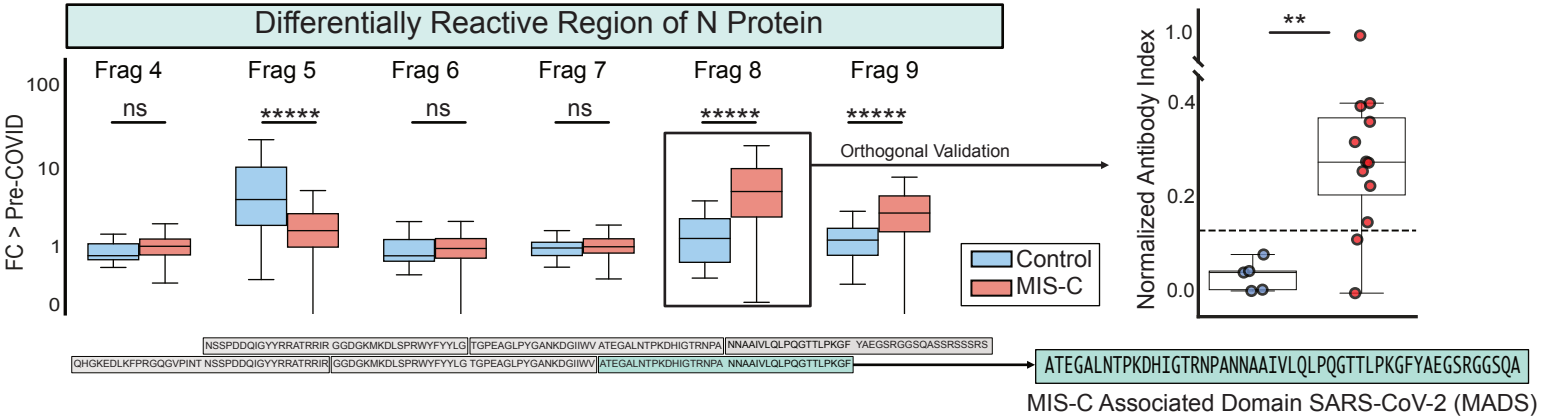 Differentially Reactive Region of N Protein
Frag 4
Frag 5
Frag 6
Frag 7
Frag 8
Frag 9
ns
*****
ns
ns
*****
*****
FC > Pre-COVID
100
10
1
0
Orthogonal Validation
Control
MIS-C
Normalized Antibody Index
**
1.0
0.4
0.2
0.0
NSSPDDQIGYYRRATRRIR GGDGKMKDLSPRWYFYYLG TGPEAGLPYGANKDGIIWV ATEGALNTPKDHIGTRNPA NNAAIVLQLPQGTTLPKGF YAEGSRGGSQASSRSSSRS
QHGKEDLKFPRGQGVPINT NSSPDDQIGYYRRATRRIR GGDGKMKDLSPRWYFYYLG TGPEAGLPYGANKDGIIWV ATEGALNTPKDHIGTRNPA NNAAIVLQLPQGTTLPKGF
ATEGALNTPKDHIGTRNPANNAAIVLQLPQGTTLPKGFYAEGSRGGSQA
MIS-C Associated Domain SARS-CoV-2 (MADS)